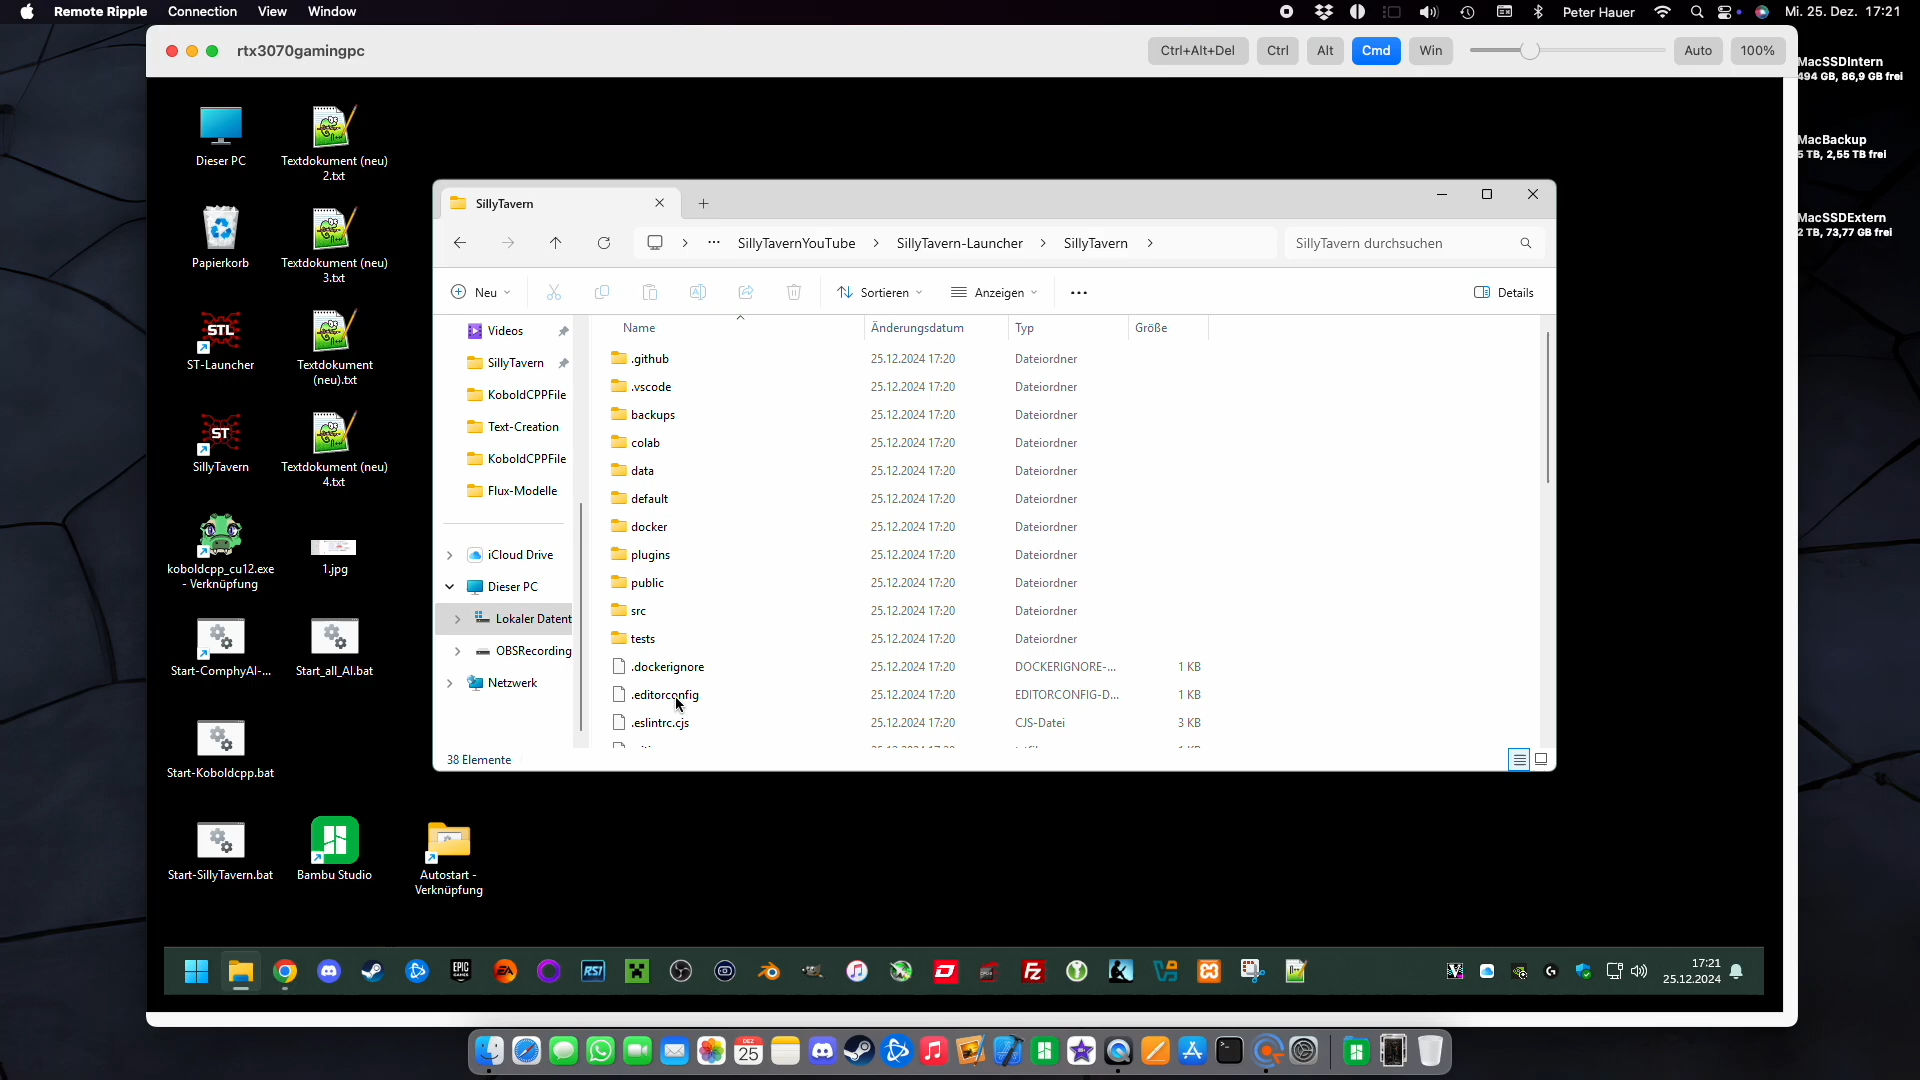 Remote Ripple Connection View Window
Peter Hauer Mi. 25. Dez. 17:21
rtx3070gamingpc
Ctrl+Alt+Del Ctrl Alt Cmd Win Auto 100%
MacSSDIntern
494 GB, 86,9 GB frei
MacBackup
5 TB, 2,55 TB frei
MacSSDExtern
2 TB, 73,77 GB frei
Dieser PC
Textdokument (neu)
2.txt
Papierkorb
Textdokument (neu)
3.txt
STL
ST-Launcher
Textdokument
(neu).txt
ST
SillyTavern
Textdokument (neu)
4.txt
koboldcpp_cu12.exe
- Verknüpfung
1.jpg
Start-ComphyAI-...
Start_all_AI.bat
Start-Koboldcpp.bat
Start-SillyTavern.bat
Bambu Studio
Autostart -
Verknüpfung
SillyTavern
SillyTavernYouTube SillyTavern-Launcher SillyTavern
SillyTavern durchsuchen
Neu Sortieren Anzeigen Details
Videos
SillyTavern
KoboldCPPFile
Text-Creation
KoboldCPPFile
Flux-Modelle
iCloud Drive
Dieser PC
Lokaler Datent
OBSRecording
Netzwerk
Name Änderungsdatum Typ Größe
.github 25.12.2024 17:20 Dateiordner
.vscode 25.12.2024 17:20 Dateiordner
backups 25.12.2024 17:20 Dateiordner
colab 25.12.2024 17:20 Dateiordner
data 25.12.2024 17:20 Dateiordner
default 25.12.2024 17:20 Dateiordner
docker 25.12.2024 17:20 Dateiordner
plugins 25.12.2024 17:20 Dateiordner
public 25.12.2024 17:20 Dateiordner
src 25.12.2024 17:20 Dateiordner
tests 25.12.2024 17:20 Dateiordner
.dockerignore 25.12.2024 17:20 DOCKERIGNORE-... 1 KB
.editorconfig 25.12.2024 17:20 EDITORCONFIG-D... 1 KB
.eslintrc.cjs 25.12.2024 17:20 CJS-Datei 3 KB
38 Elemente
EPIC
GAMES
EA
RSI
FZ
17:21
25.12.2024
DEZ
25